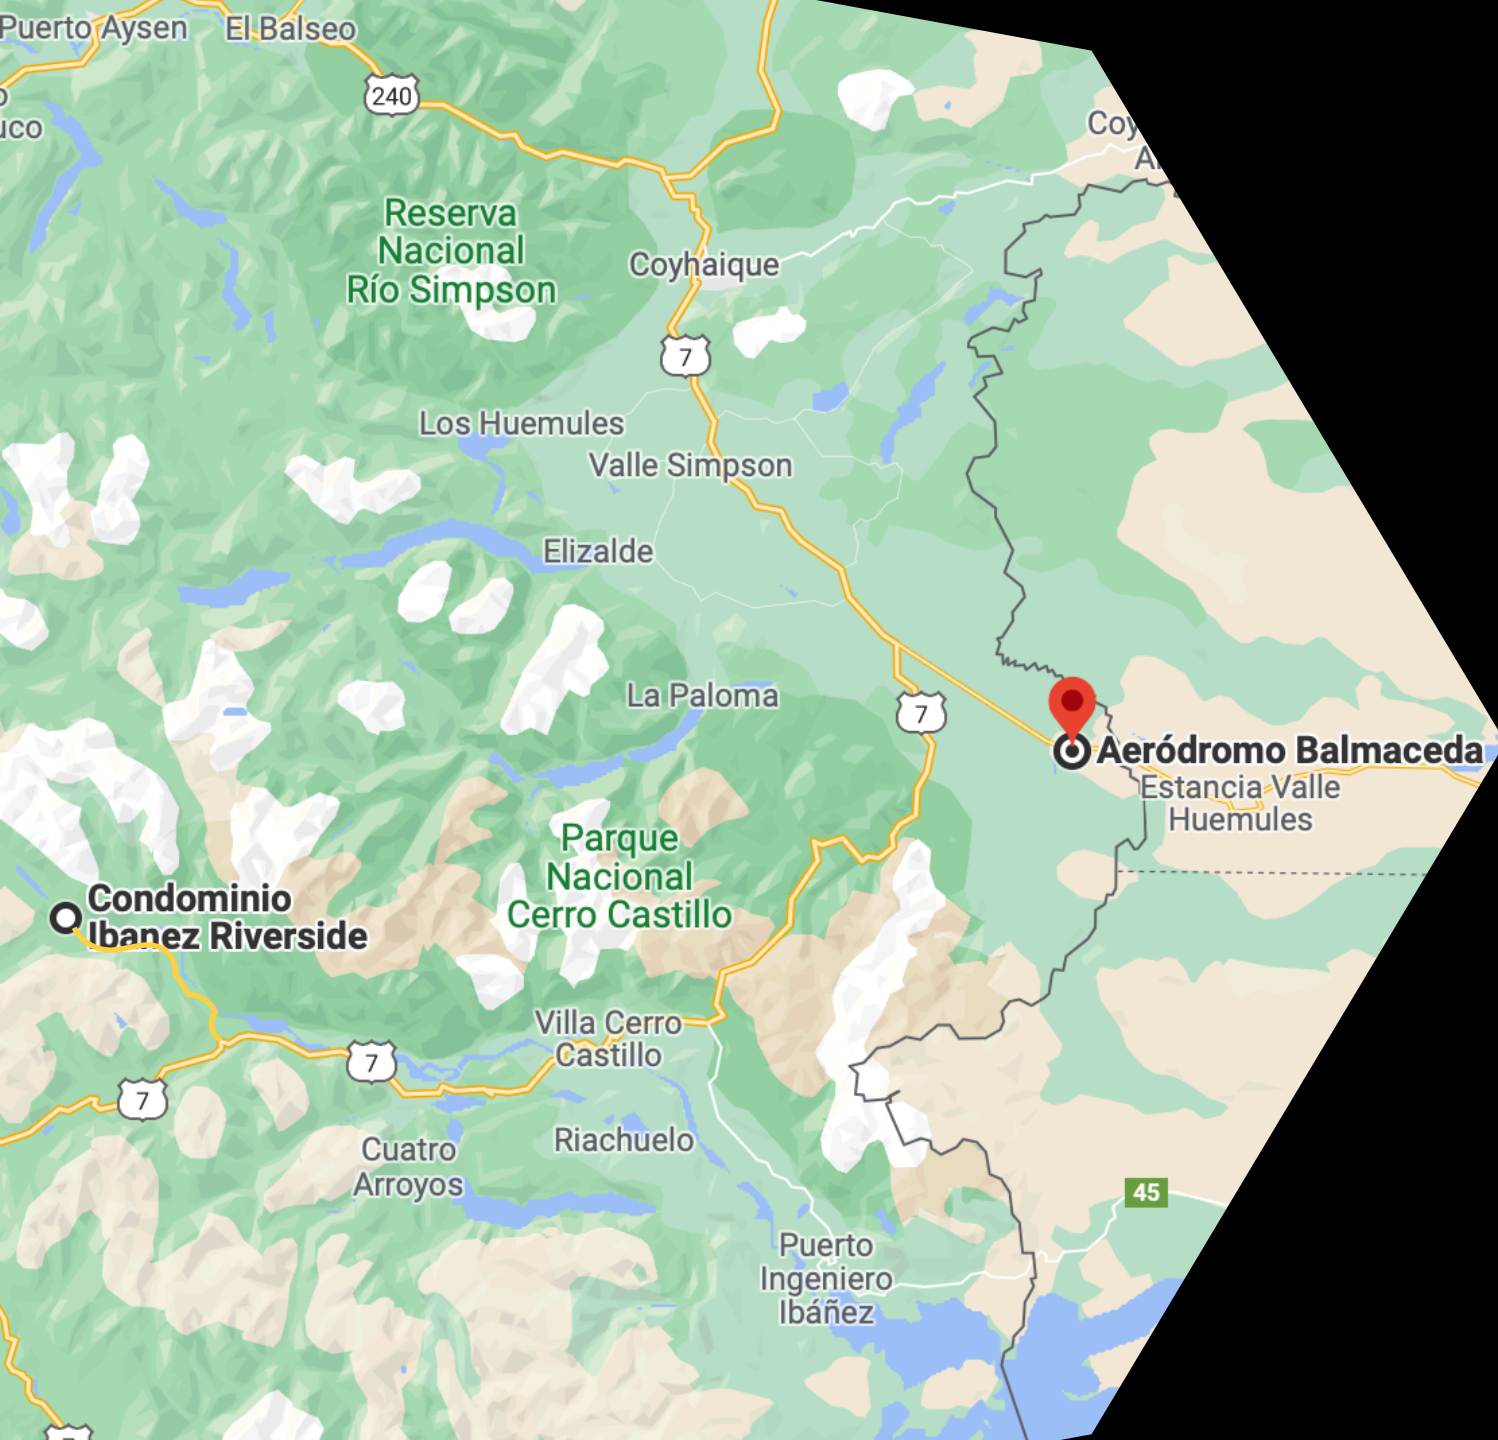 Puerto Aysen
El Balseo
240
uco
Coy
Reserva
Nacional
Río Simpson
Coyhaique
7
Los Huemules
Valle Simpson
Elizalde
La Paloma
7
Aeródromo Balmaceda
Estancia Valle
Huemules
Parque
Nacional
Cerro Castillo
Condominio
Ibanez Riverside
Villa Cerro
Castillo
7
7
Cuatro
Arroyos
Riachuelo
45
Puerto
Ingeniero
Ibáñez